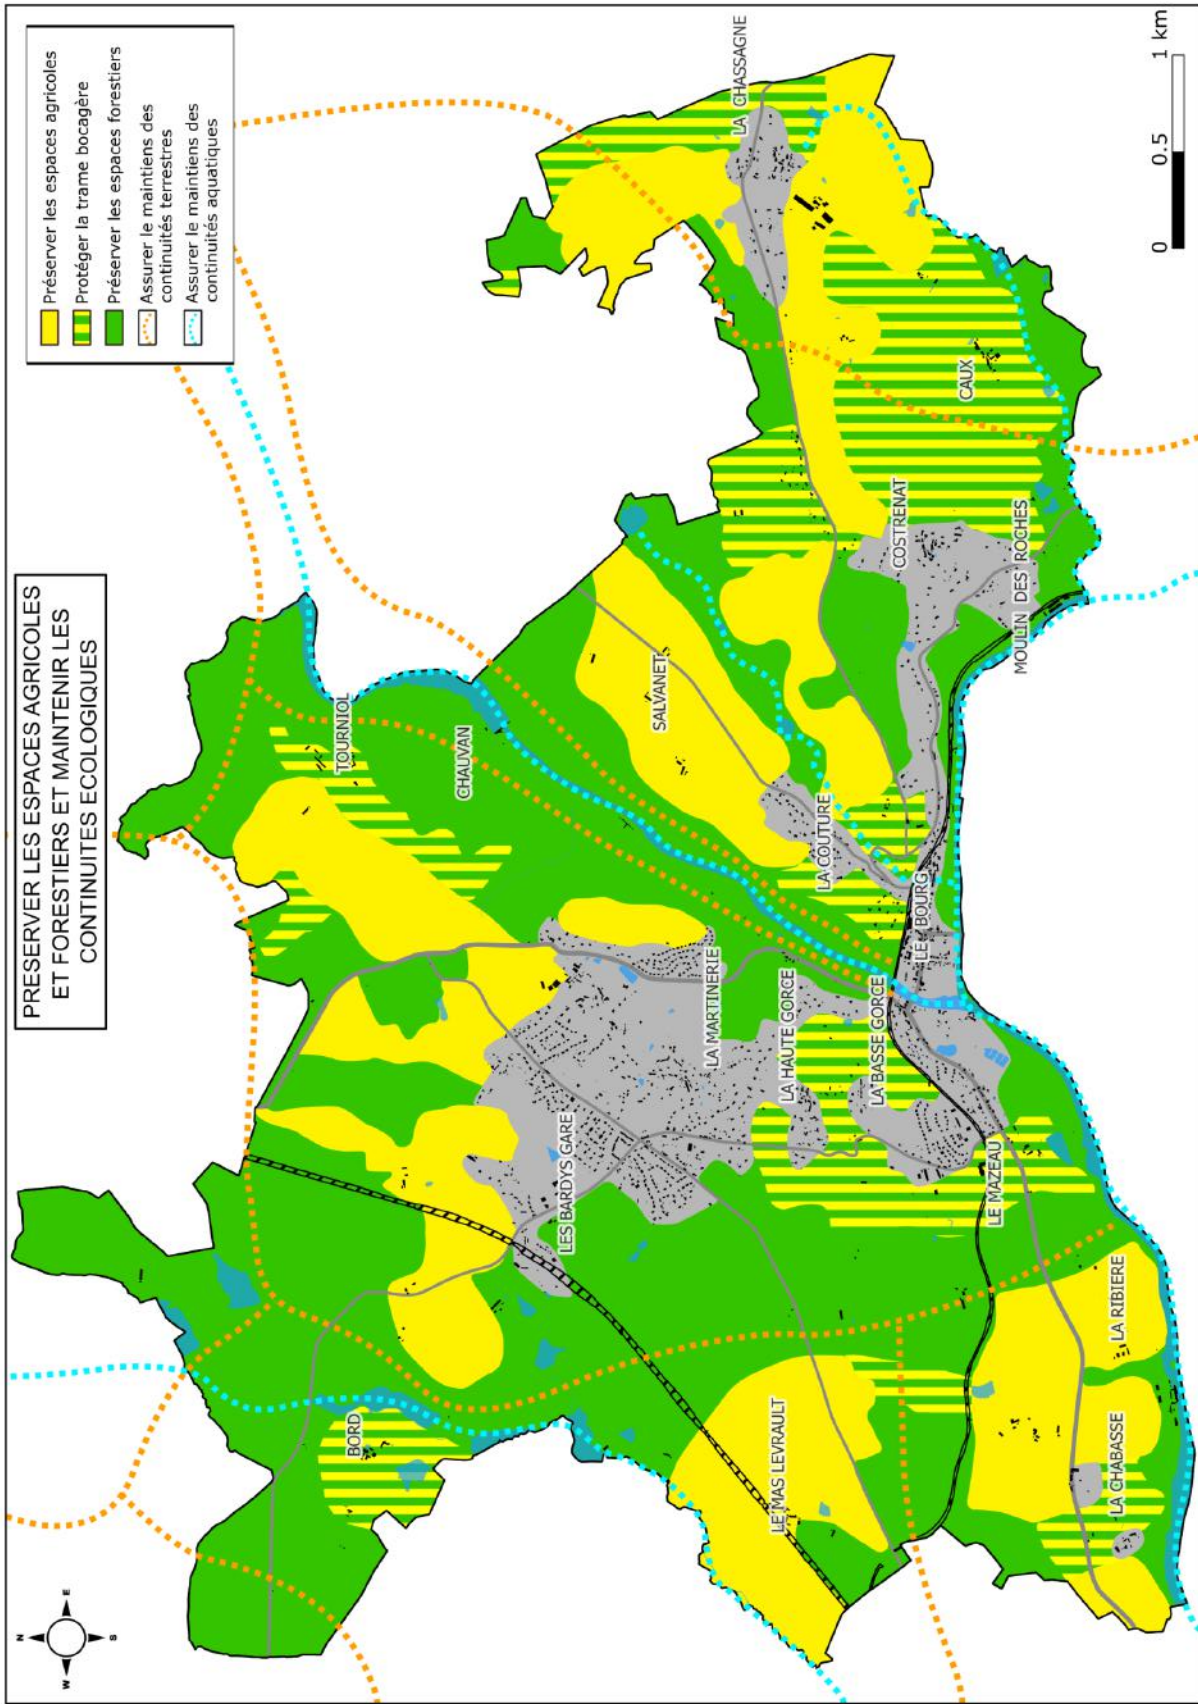 PRESERVER LES ESPACES AGRICOLES
ET FORESTIERS ET MAINTENIR LES
CONTINUITES ECOLOGIQUES
Préserver les espaces agricoles
Protéger la trame bocagère
Préserver les espaces forestiers
Assurer le maintiens des
continuités terrestres
Assurer le maintiens des
continuités aquatiques
N
W
E
S
BORD
TOURNIOL
CHAUVAN
LES BARDYS GARE
SALVANET
LA MARTINERIE
LA CHASSAGNE
LE MAS LEVRAULT
LA HAUTE GORCE
LA COUTURE
LA BASSE GORCE
COSTRENAT
LE BOURG
CAUX
LE MAZEAU
MOULIN DES ROCHES
LA CHABASSE
LA RIBIERE
0
0.5
1 km